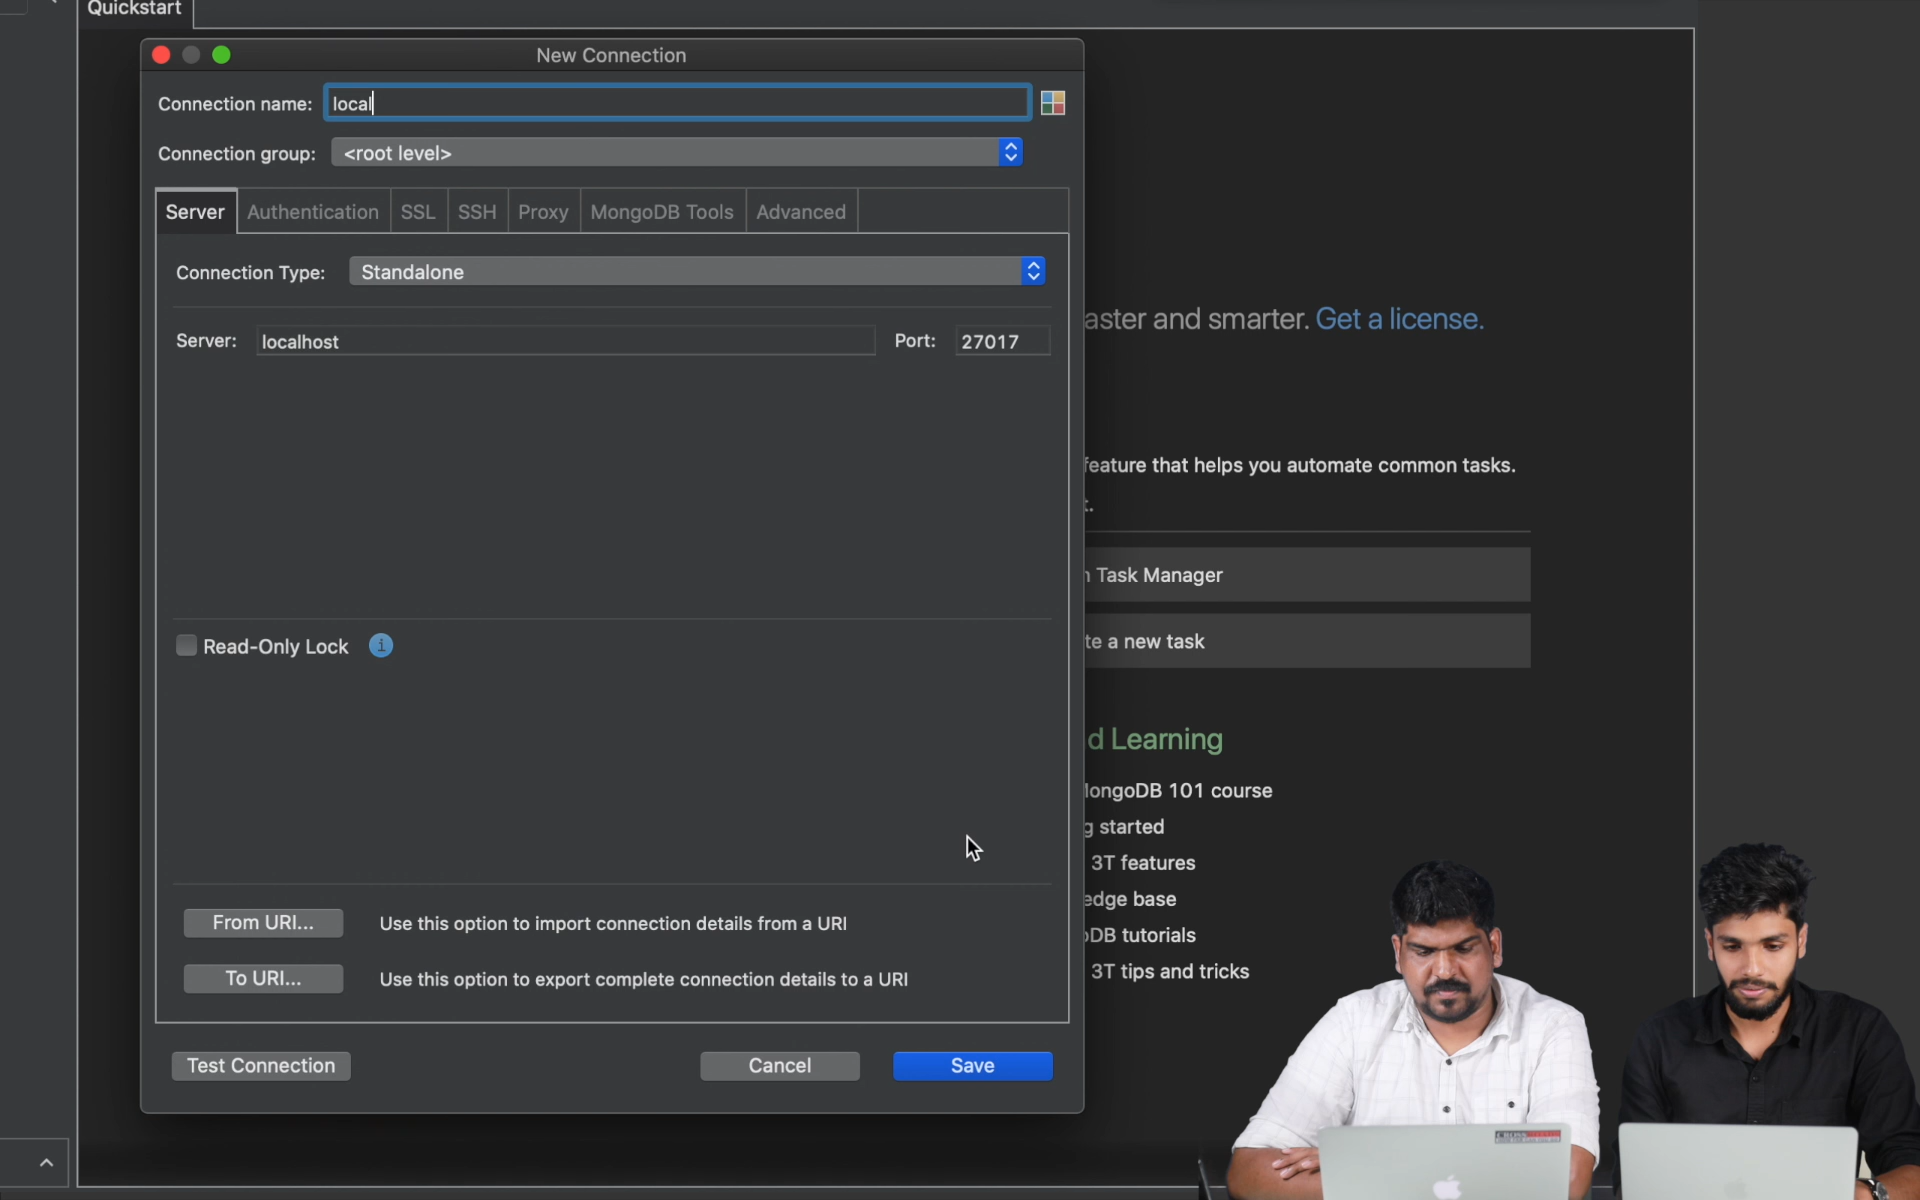 Quickstart
New Connection
Connection name: local
Connection group: <root level>
Server Authentication SSL SSH Proxy MongoDB Tools Advanced
Connection Type: Standalone
Server: localhost Port: 27017
aster and smarter. Get a license.
feature that helps you automate common tasks.
Task Manager
te a new task
Read-Only Lock
d Learning
longoDB 101 course
g started
3T features
edge base
DB tutorials
3T tips and tricks
From URI... Use this option to import connection details from a URI
To URI... Use this option to export complete connection details to a URI
Test Connection Cancel Save